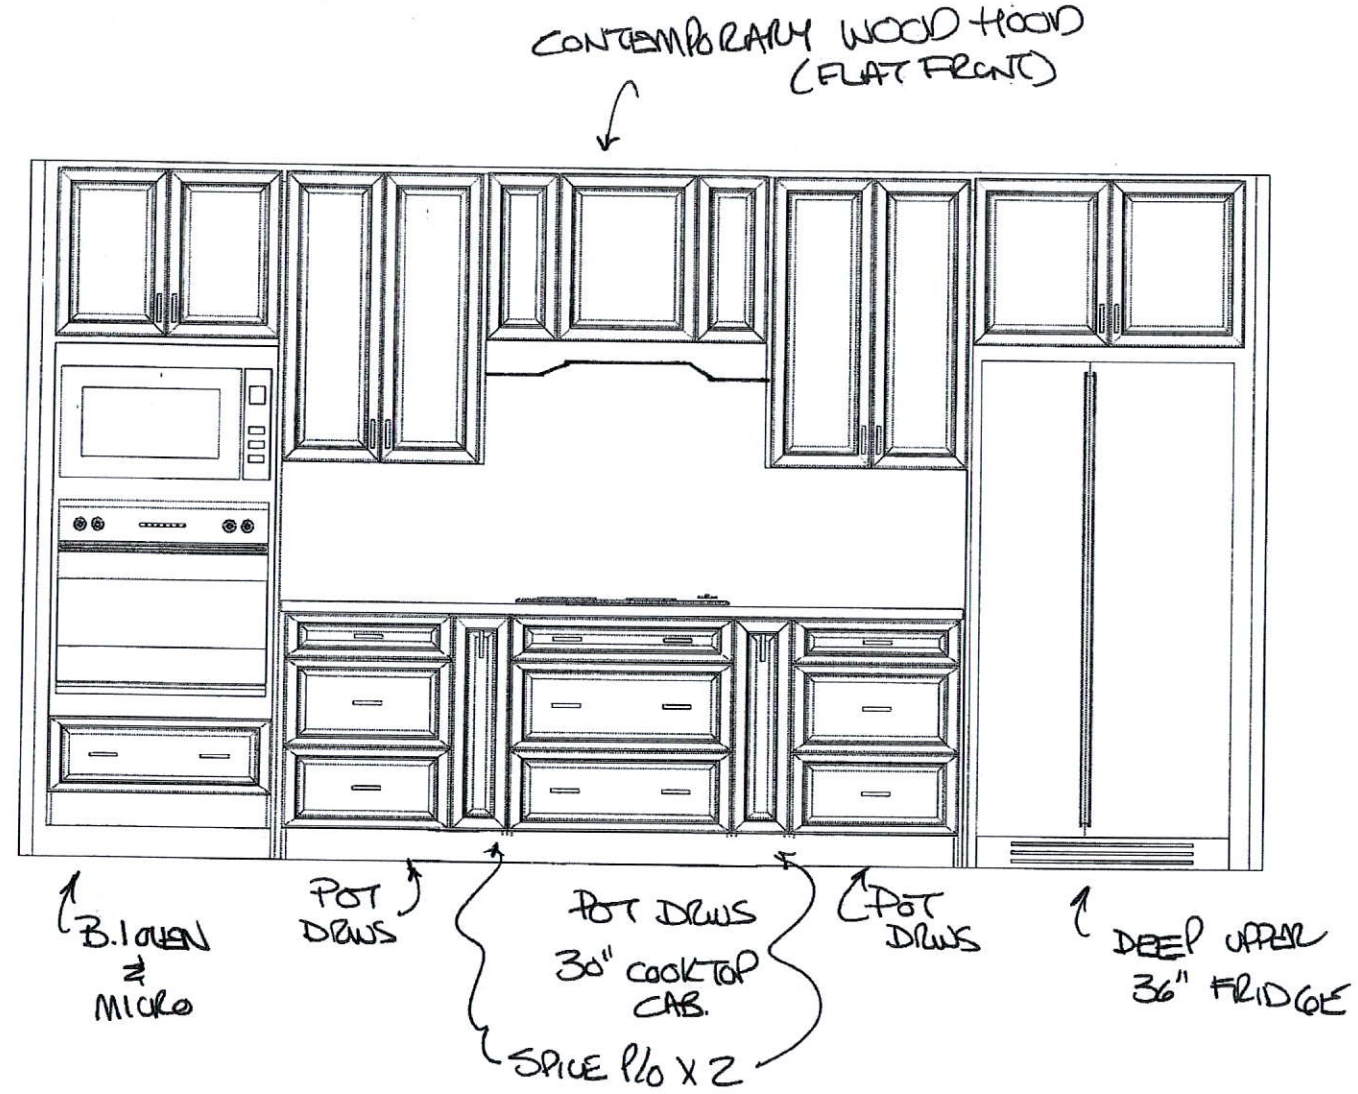 CONTEMPORARY WOOD HOOD
(FLAT FRONT)
B.I OVEN
&
MICRO
POT
DRWS
POT DRWS
30" COOKTOP
CAB.
SPICE P/O X 2
POT
DRWS
DEEP UPPER
36" FRIDGE